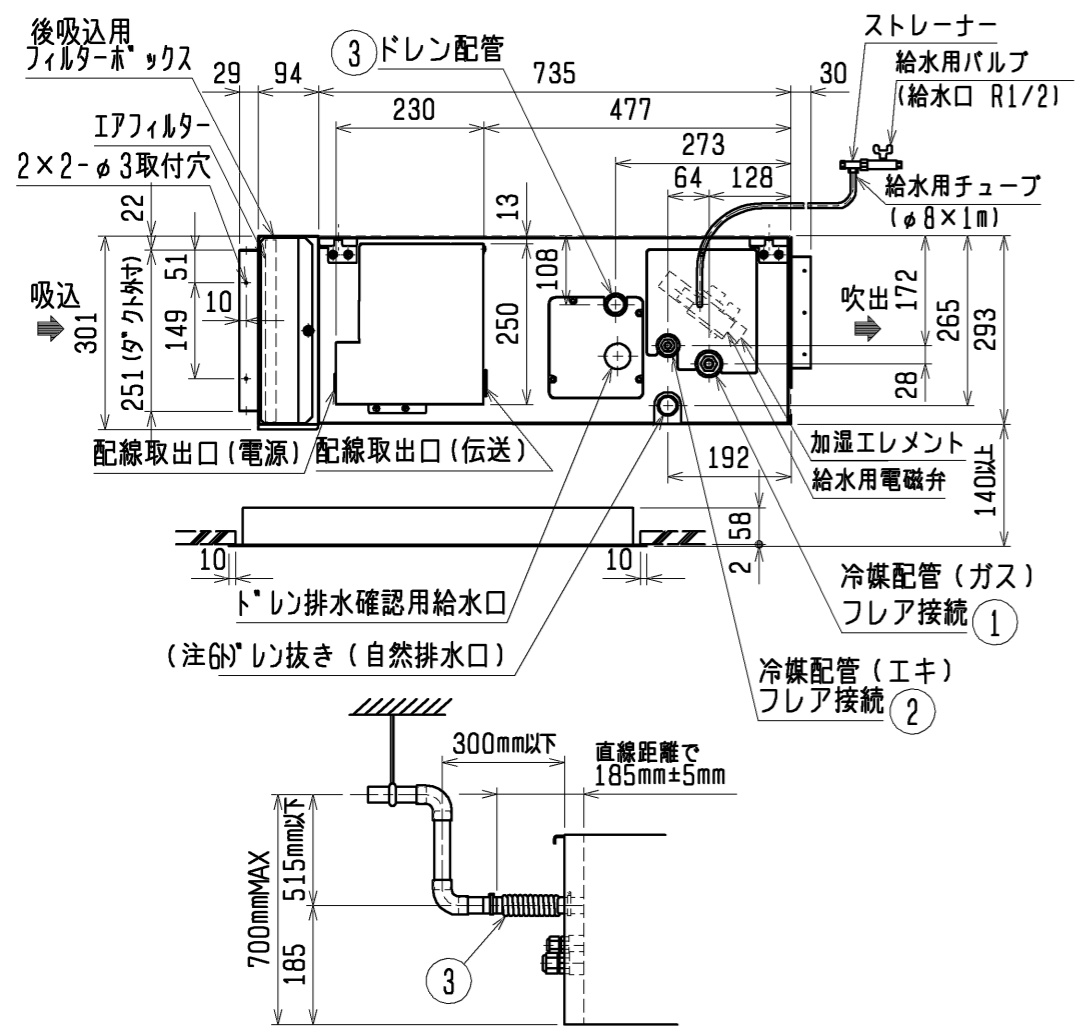 後吸込用
フィルターボックス
29
94
③ ドレン配管
735
30
ストレーナー
給水用バルブ
(給水口 R1/2)
エアフィルター
230
477
2×2-φ3取付穴
273
64
128
給水用チューブ
(φ8×1m)
22
13
吸込
301
251(ダクト外寸)
51
10
149
250
108
吹出
172
28
265
293
配線取出口(電源)
配線取出口(伝送)
192
加湿エレメント
給水用電磁弁
140以上
58
2
10
10
ドレン排水確認用給水口
冷媒配管(ガス)
フレア接続 ①
(注6)ドレン抜き(自然排水口)
冷媒配管(エキ)
フレア接続 ②
300mm以下
直線距離で
185mm±5mm
700mmMAX
515mm以下
185
③